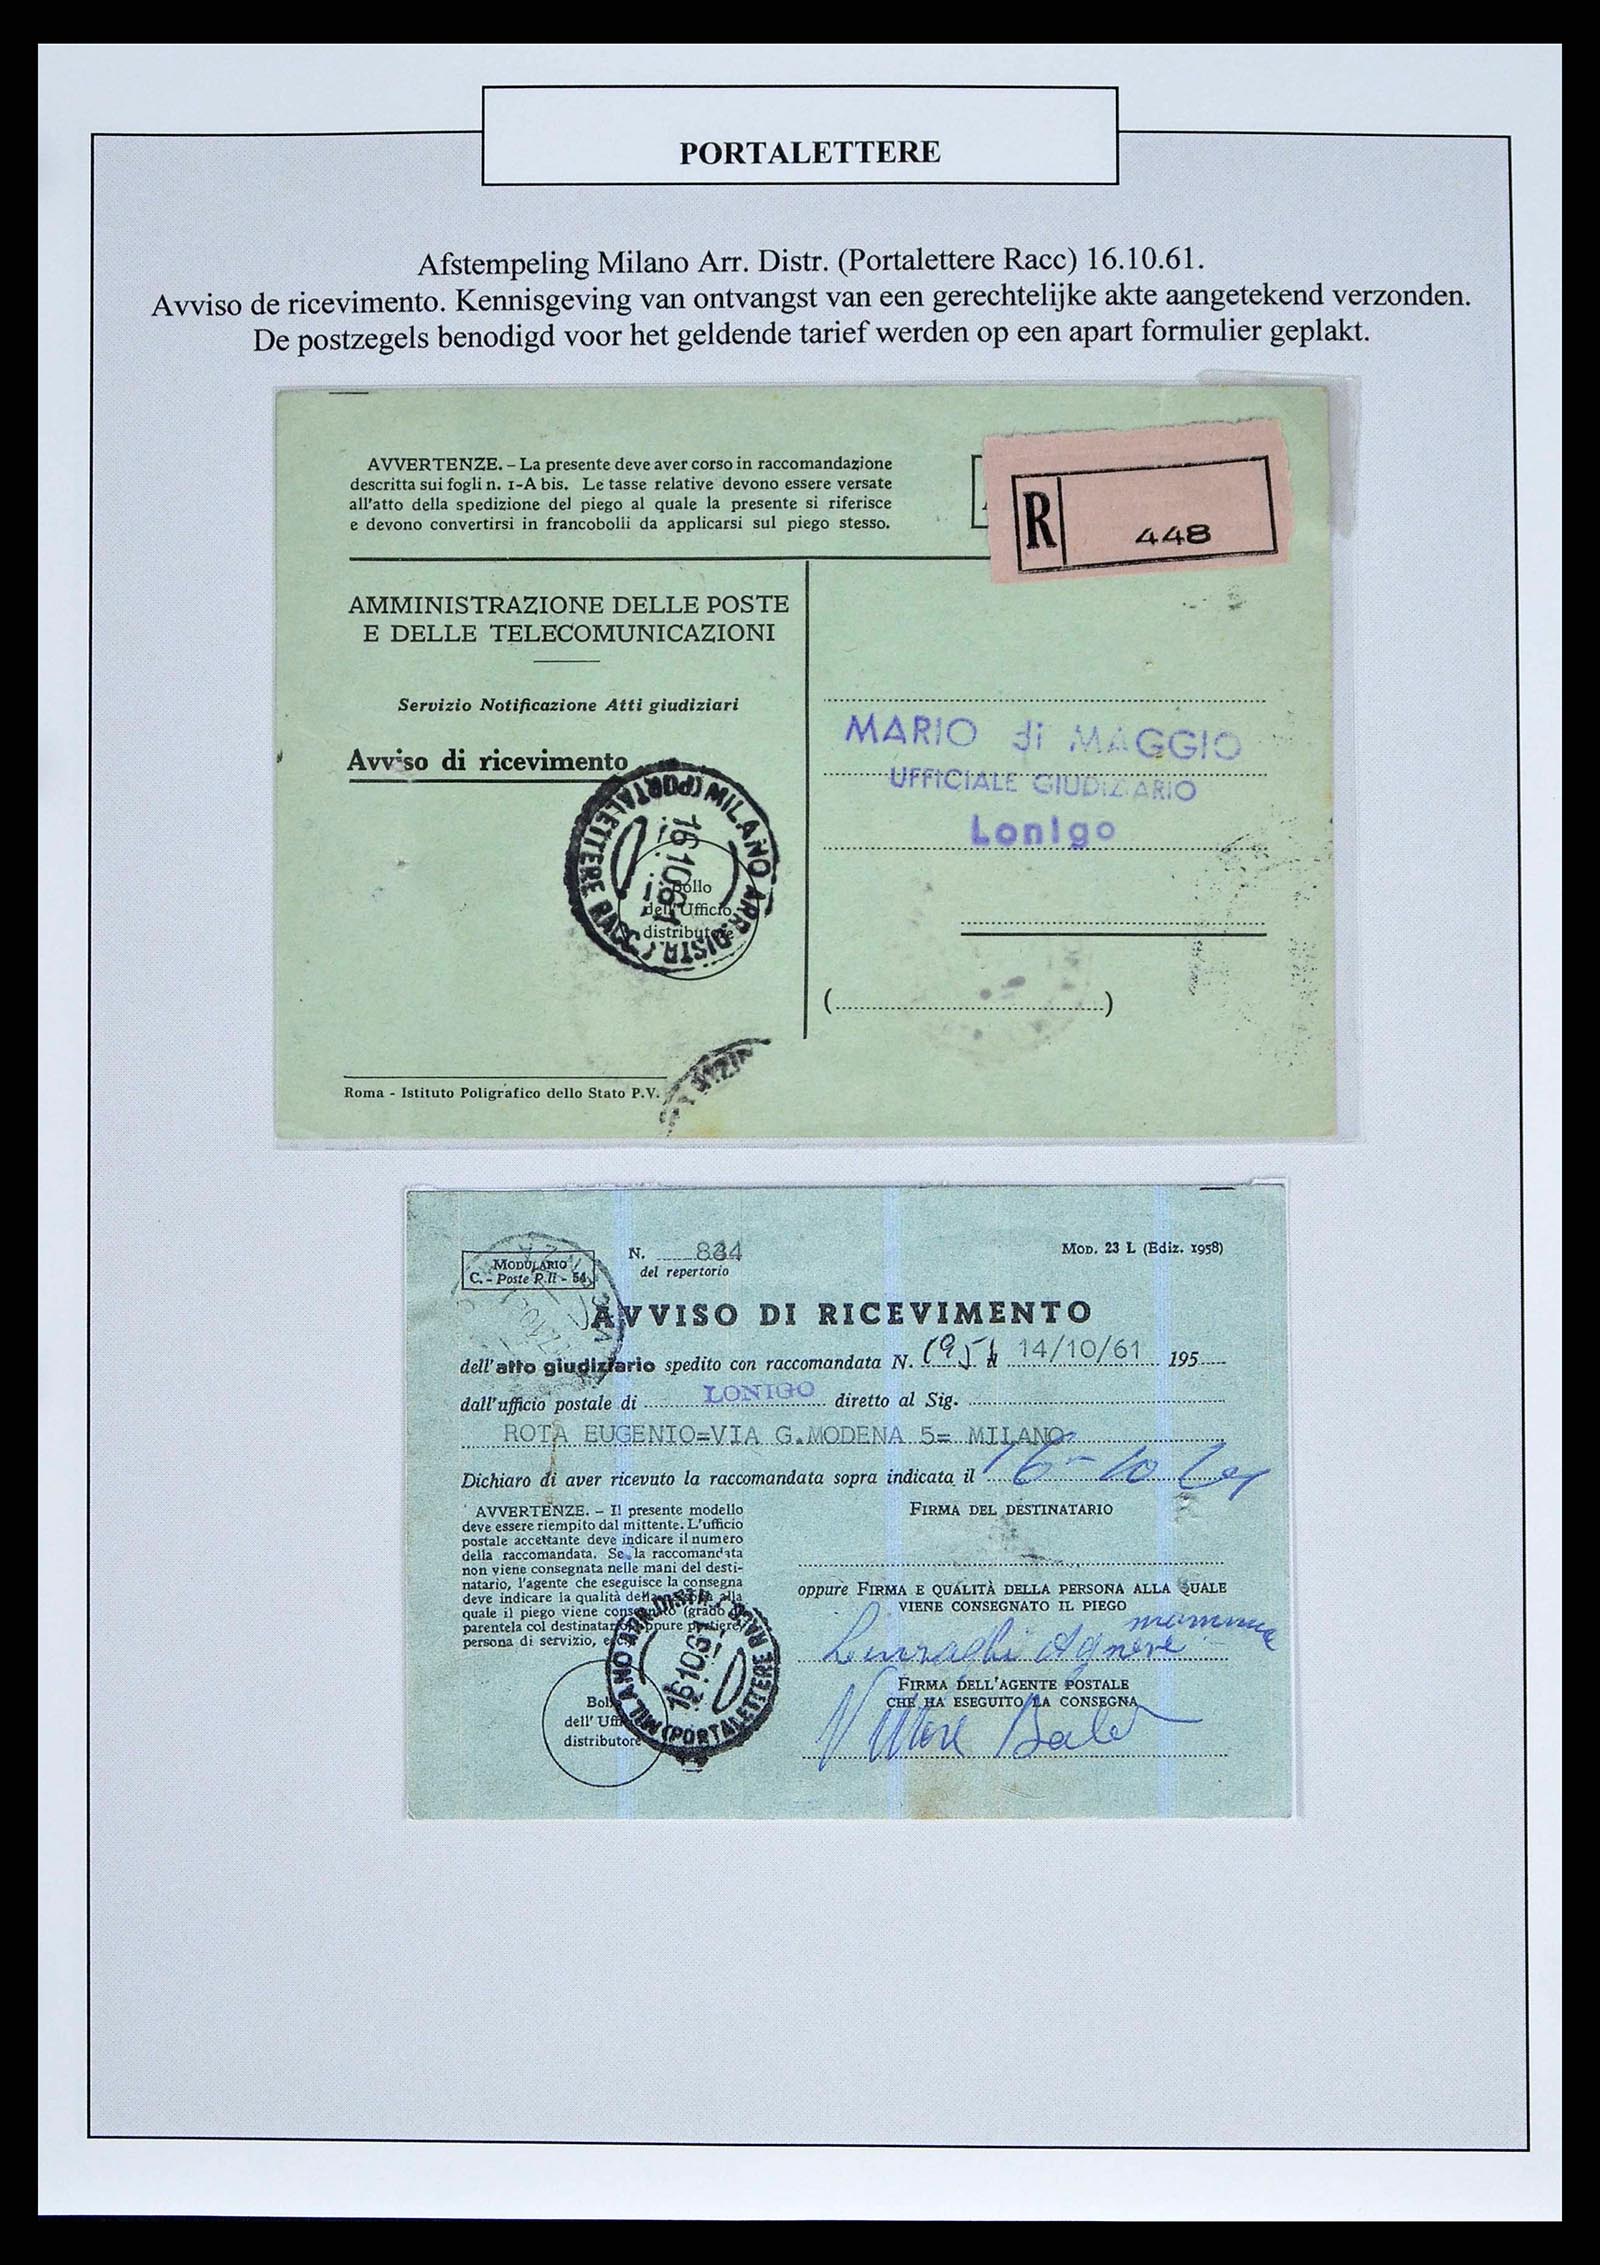 PORTALETTERE
Afstempeling Milano Arr. Distr. (Portalettere Racc) 16.10.61.
Avviso de ricevimento. Kennisgeving van ontvangst van een gerechtelijke akte aangetekend verzonden.
De postzegels benodigd voor het geldende tarief werden op een apart formulier geplakt.
AVVERTENZE. – La presente deve aver corso in raccomandazione
descritta sui fogli n. 1-A bis. Le tasse relative devono essere versate
all'atto della spedizione del piego al quale la presente si riferisce
e devono convertirsi in francobolii da applicarsi sul piego stesso.
R 448
AMMINISTRAZIONE DELLE POSTE
E DELLE TELECOMUNICAZIONI
Servizio Notificazione Atti giudiziari
Avviso di ricevimento
MILANO ARR. DISTR. (PORTALETTERE RACC.)
16.10.61
Bollo
dell'Ufficio
distributore
MARIO di MAGGIO
UFFICIALE GIUDIZIARIO
Lonigo
(....................)
Roma - Istituto Poligrafico dello Stato P.V.
MODULARIO
C. - Poste R.II - 54
N. 834
del repertorio
MOD. 23 L (Ediz. 1958)
AVVISO DI RICEVIMENTO
dell'atto giudiziario spedito con raccomandata N. 1951 14/10/61 195
dall'ufficio postale di LONIGO diretto al Sig.
ROTA EUGENIO=VIA G.MODENA 5= MILANO
Dichiaro di aver ricevuto la raccomandata sopra indicata il 16-10-61
AVVERTENZE. – Il presente modello
deve essere riempito dal mittente. L'ufficio
postale accettante deve indicare il numero
della raccomandata. Se la raccomandata
non viene consegnata nelle mani del desti-
natario, l'agente che eseguisce la consegna
deve indicare la qualità della persona alla
quale il piego viene consegnato (grado di
parentela col destinatario oppure portiere,
persona di servizio, ecc.)
Bollo
dell' Ufficio
distributore
MILANO ARR. DISTR. (PORTALETTERE RACC.)
16.10.61
FIRMA DEL DESTINATARIO
oppure FIRMA E QUALITÀ DELLA PERSONA ALLA QUALE
VIENE CONSEGNATO IL PIEGO
mamma
FIRMA DELL'AGENTE POSTALE
CHE HA ESEGUITO LA CONSEGNA